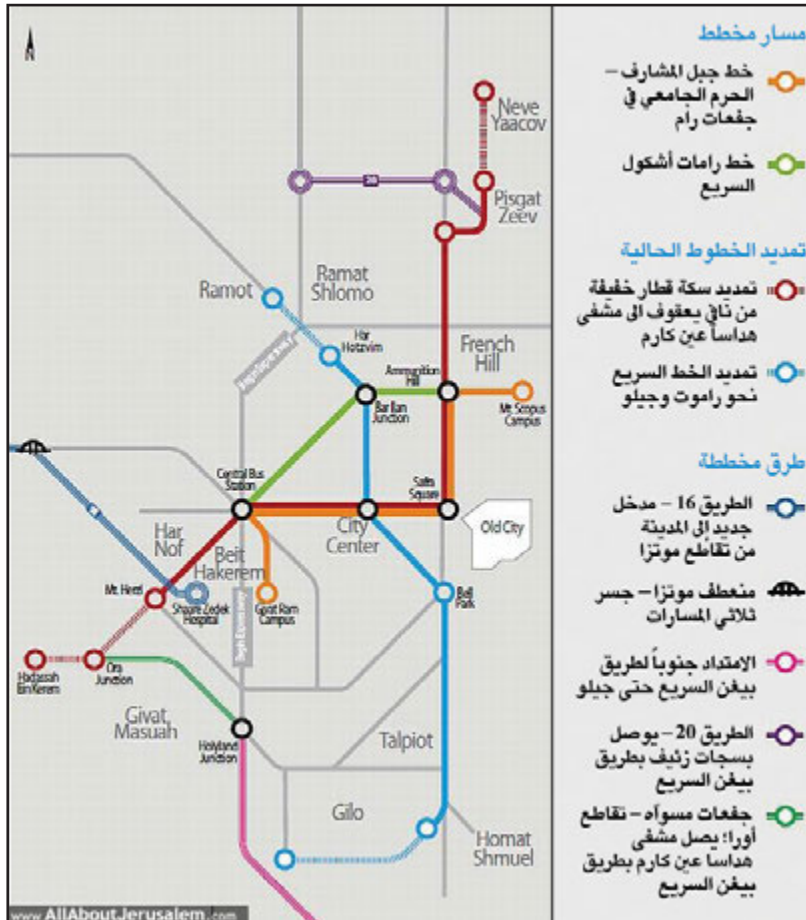 Neve
Yaacov
20
Pisgat
Zeev
Ramot
Ramat
Shlomo
Har
Hotzvim
French
Hill
Ammunition
Hill
Bar Ilan
Junction
Mt. Scopus
Campus
Central Bus
Station
Safra
Square
City
Center
Old City
Har
Nof
Beit
Hakerem
Mt. Herzl
Shaare Zedek
Hospital
Givat Ram
Campus
Bell
Park
Hadassah
Ein Kerem
Ora
Junction
Givat
Masuah
Holyland
Junction
Talpiot
Gilo
Homat
Shmuel
www.AllAboutJerusalem.com
مسار مخطط
خط جبل المشارف –
الحرم الجامعي في
جفعات رام
خط رامات أشكول
السريع
تمديد الخطوط الحالية
تمديد سكة قطار خفيفة
من نافي يعقوف الى مشفى
هداسا عين كارم
تمديد الخط السريع
نحو راموت وجيلو
طرق مخططة
الطريق 16 – مدخل
جديد إلى المدينة
من تقاطع موتزا
منعطف موتزا – جسر
ثلاثي المسارات
الامتداد جنوباً لطريق
بيغن السريع حتى جيلو
الطريق 20 – يوصل
بسجات زئيف بطريق
بيغن السريع
جفعات مسوآه – تقاطع
أورا؛ يصل مشفى
هداسا عين كارم بطريق
بيغن السريع